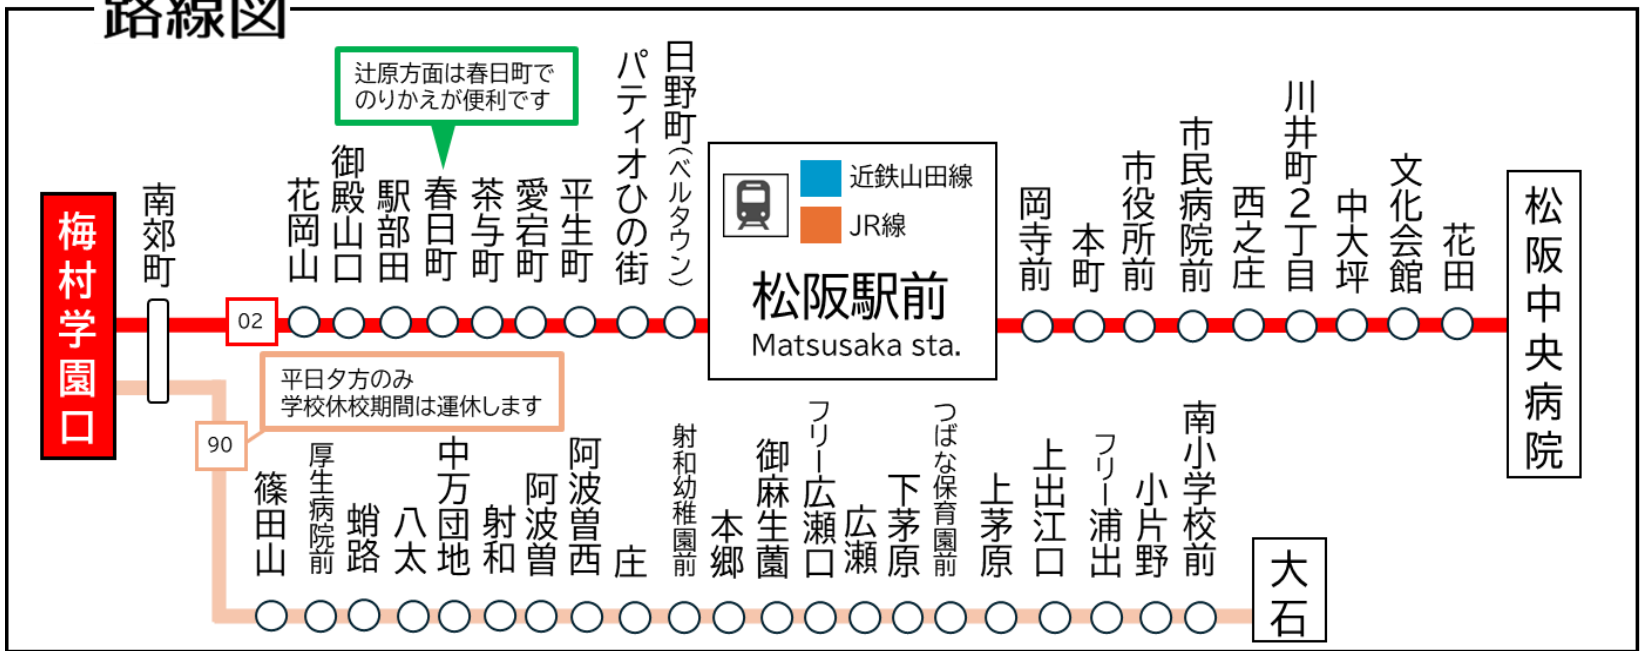 路線図
辻原方面は春日町で
のりかえが便利です
梅村学園口
南郊町
02
花岡山
御殿山口
駅部田
春日町
茶与町
愛宕町
平生町
パティオひの街
日野町(ベルタウン)
近鉄山田線
JR線
松阪駅前
Matsusaka sta.
岡寺前
本町
市役所前
市民病院前
西之庄
川井町2丁目
中大坪
文化会館
花田
松阪中央病院
平日夕方のみ
学校休校期間は運休します
90
篠田山
厚生病院前
蛸路
八太
中万団地
射和
阿波曽
阿波曽西
庄
射和幼稚園前
本郷
御麻生薗
フリー広瀬口
広瀬
下茅原
つばな保育園前
上茅原
上出江口
フリー浦出
小片野
南小学校前
大石